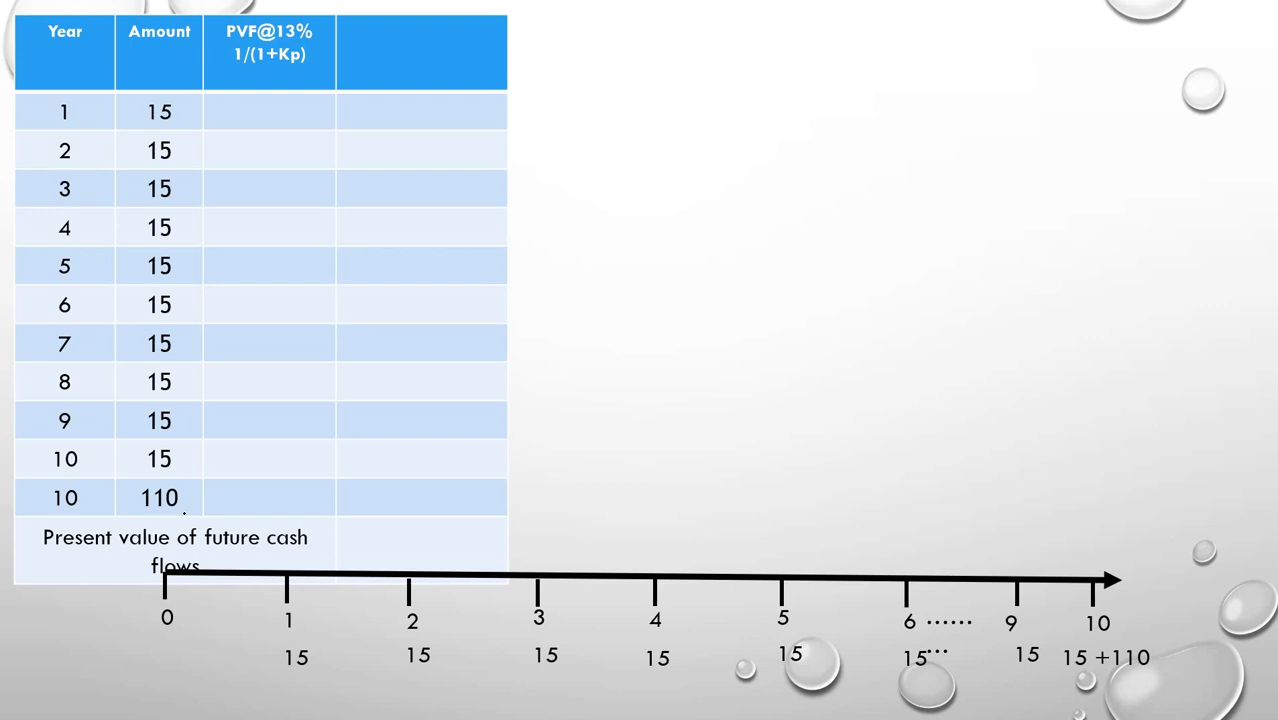 Year Amount PVF@13%
1/(1+Kp)
1 15
2 15
3 15
4 15
5 15
6 15
7 15
8 15
9 15
10 15
10 110
Present value of future cash
flows
0 1 2 3 4 5 6 ...... 9 10
15 15 15 15 15 15 ... 15 15 +110